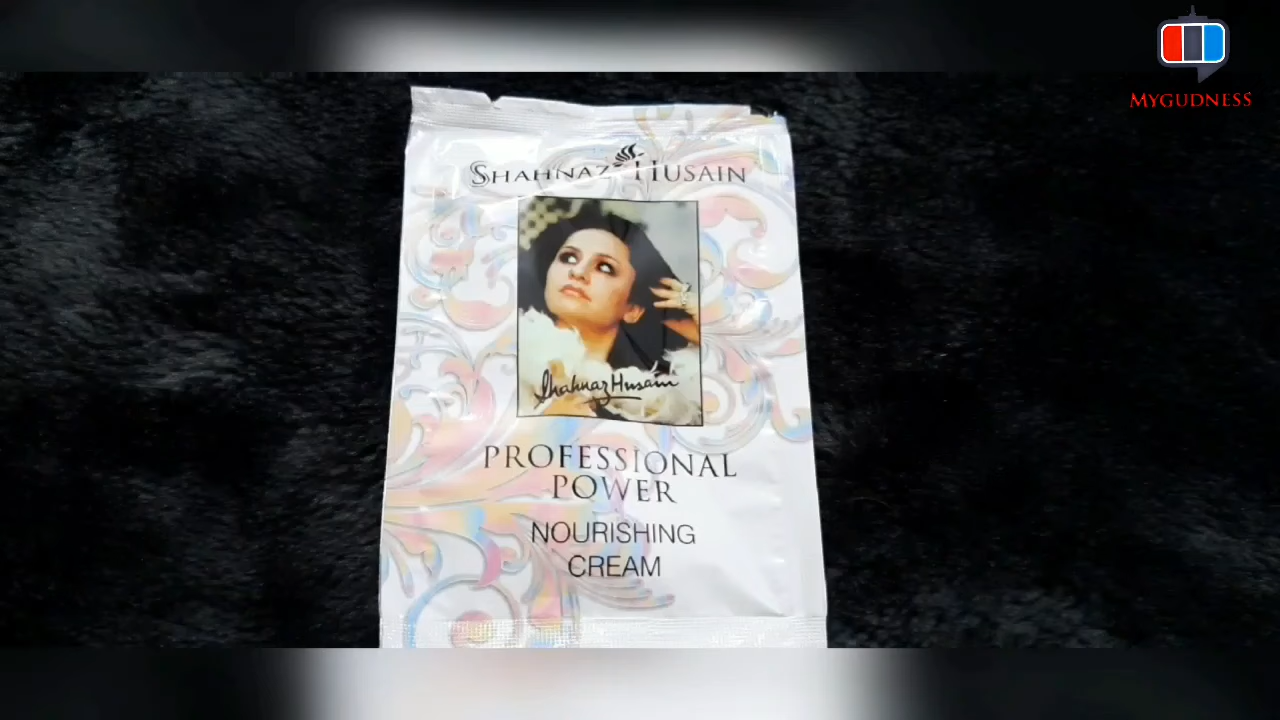 MYGUDNESS
SHAHNAZ HUSAIN
Shahnaz Husain
PROFESSIONAL
POWER
NOURISHING
CREAM